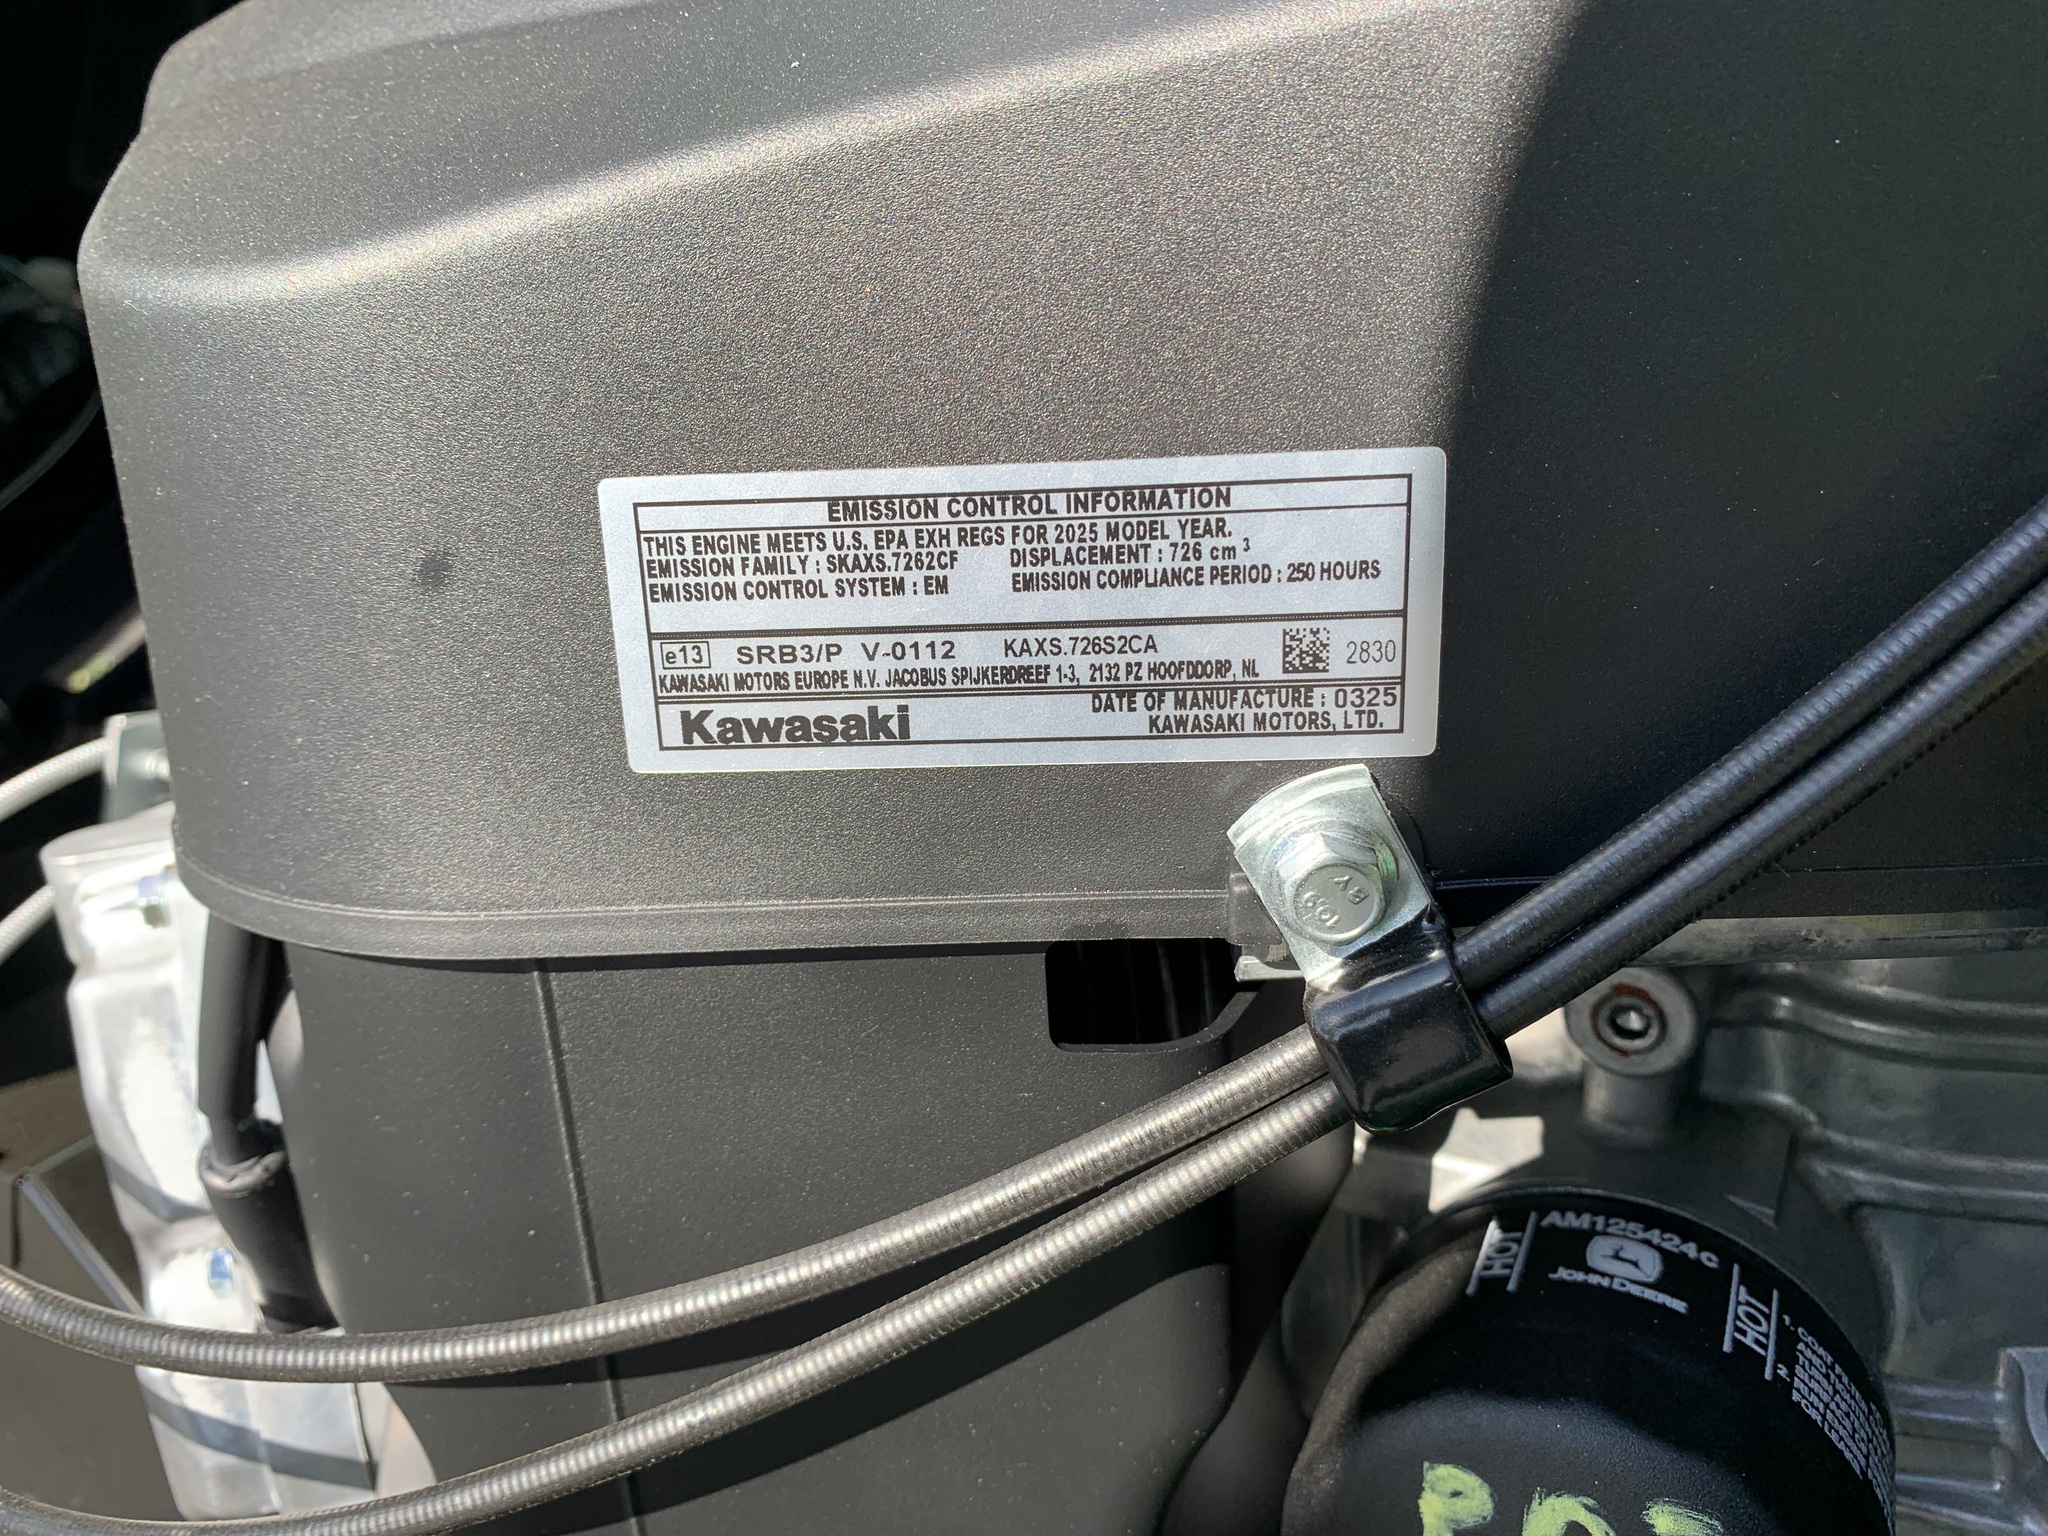 EMISSION CONTROL INFORMATION
THIS ENGINE MEETS U.S. EPA EXH REGS FOR 2025 MODEL YEAR.
EMISSION FAMILY : SKAXS.7262CF DISPLACEMENT : 726 cm³
EMISSION CONTROL SYSTEM : EM EMISSION COMPLIANCE PERIOD : 250 HOURS
e13 SRB3/P V-0112 KAXS.726S2CA 2830
KAWASAKI MOTORS EUROPE N.V. JACOBUS SPIJKERDREEF 1-3, 2132 PZ HOOFDDORP, NL
Kawasaki DATE OF MANUFACTURE : 0325
KAWASAKI MOTORS, LTD.
AM125424C
JOHN DEERE
HOT
HOT